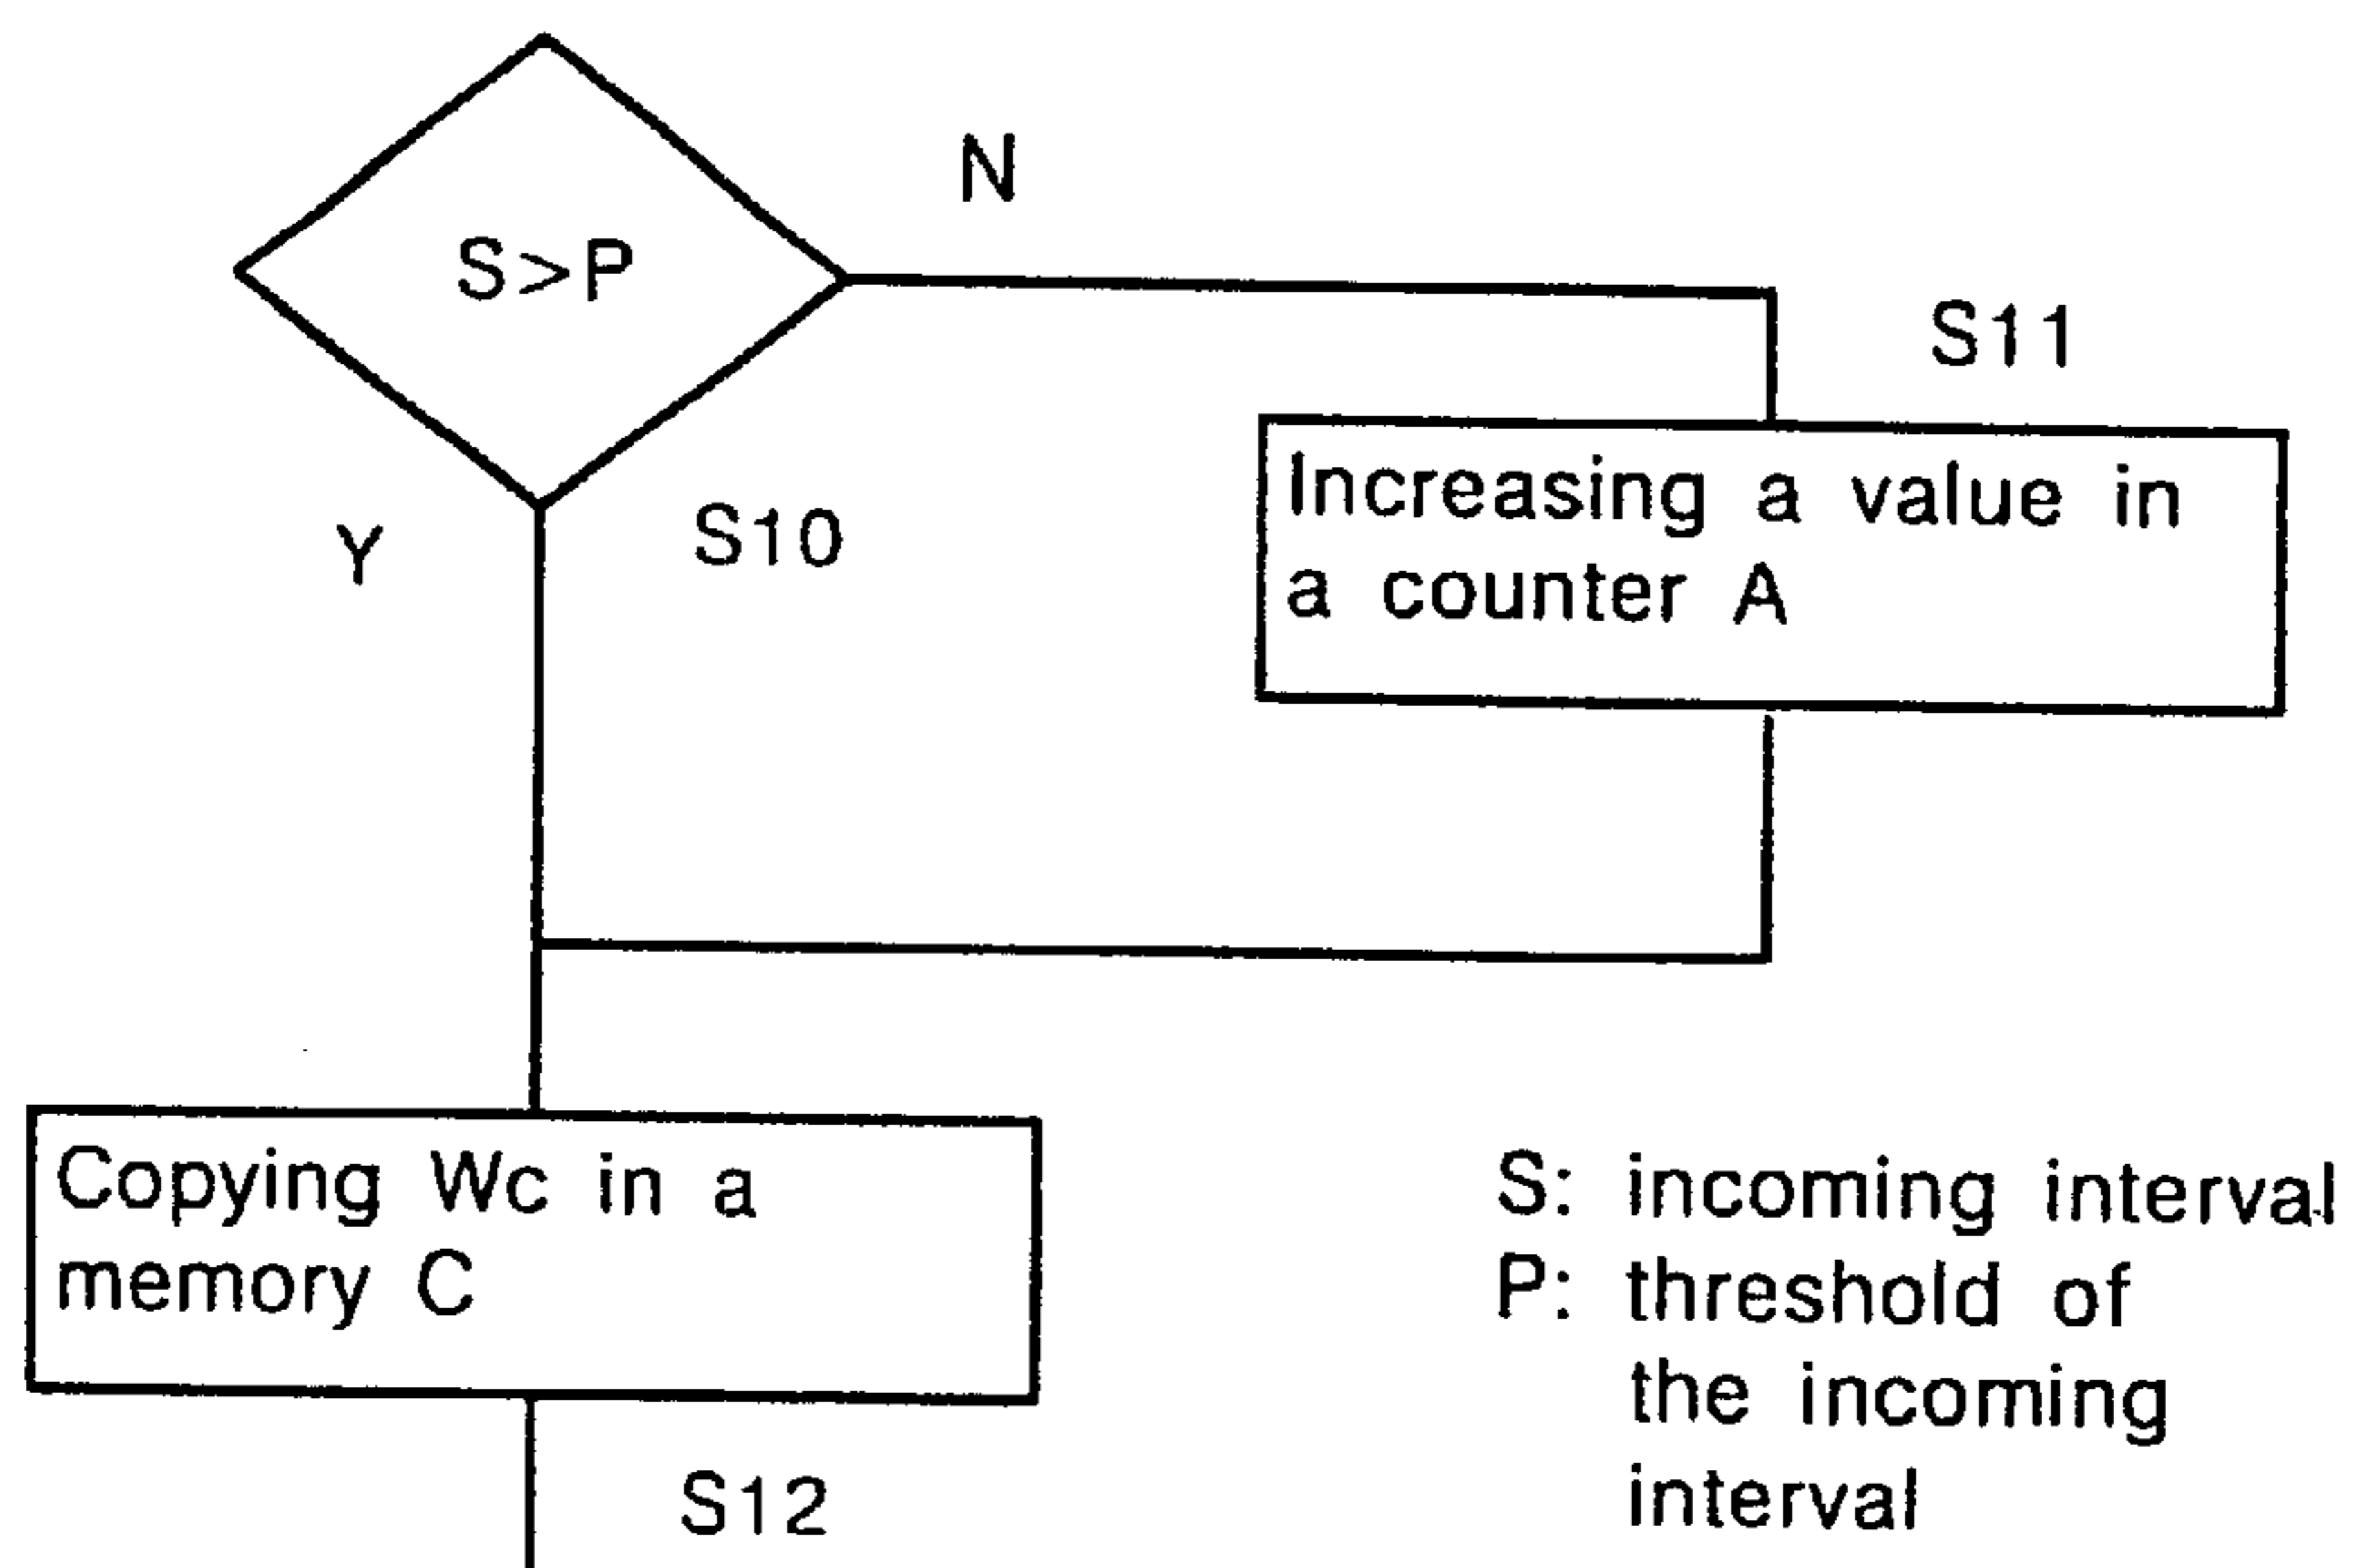 N
S>P
S11
Increasing a value in
a counter A
Y
S10
Copying Wc in a
memory C
S12
S: incoming interval
P: threshold of
the incoming
interval